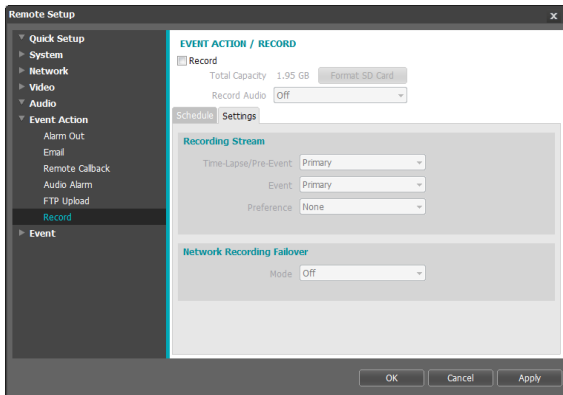 Remote Setup
x
Quick Setup
System
Network
Video
Audio
Event Action
Alarm Out
Email
Remote Callback
Audio Alarm
FTP Upload
Record
Event
EVENT ACTION / RECORD
Record
Total Capacity 1.95 GB Format SD Card
Record Audio Off
Schedule Settings
Recording Stream
Time-Lapse/Pre-Event Primary
Event Primary
Preference None
Network Recording Failover
Mode Off
OK Cancel Apply